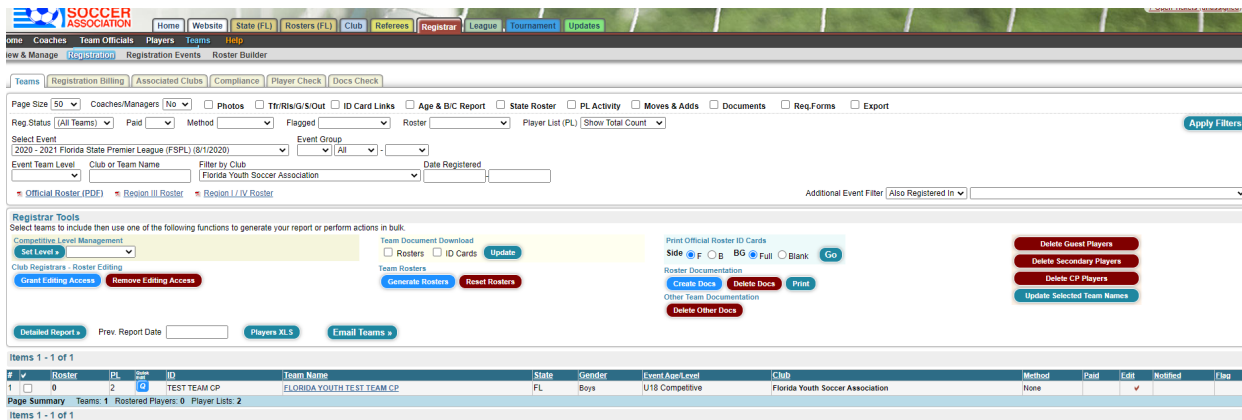 SOCCER
ASSOCIATION
Home Website State (FL) Rosters (FL) Club Referees Registrar League Tournament Updates
ome Coaches Team Officials Players Teams Help
iew & Manage Registration Registration Events Roster Builder
Teams Registration Billing Associated Clubs Compliance Player Check Docs Check
Page Size 50 Coaches/Managers No Photos Tfr/Rls/G/S/Out ID Card Links Age & B/C Report State Roster PL Activity Moves & Adds Documents Req.Forms Export
Reg.Status (All Teams) Paid Method Flagged Roster Player List (PL) Show Total Count Apply Filters
Select Event Event Group
2020 - 2021 Florida State Premier League (FSPL) (8/1/2020) All -
Event Team Level Club or Team Name Filter by Club Date Registered
Florida Youth Soccer Association -
Official Roster (PDF) Region III Roster Region I / IV Roster Additional Event Filter Also Registered In
Registrar Tools
Select teams to include then use one of the following functions to generate your report or perform actions in bulk.
Competitive Level Management Team Document Download Print Official Roster ID Cards
Set Level » Rosters ID Cards Update Side F B BG Full Blank Go Delete Guest Players
Club Registrars - Roster Editing Team Rosters Roster Documentation Delete Secondary Players
Grant Editing Access Remove Editing Access Generate Rosters Reset Rosters Create Docs Delete Docs Print Delete CP Players
Other Team Documentation Update Selected Team Names
Delete Other Docs
Detailed Report » Prev. Report Date Players XLS Email Teams »
Items 1 - 1 of 1
# Roster PL Quick Edit ID Team Name State Gender Event Age/Level Club Method Paid Edit Notified Flag
1 0 2 Q TEST TEAM CP FLORIDA YOUTH TEST TEAM CP FL Boys U18 Competitive Florida Youth Soccer Association None
Page Summary Teams: 1 Rostered Players: 0 Player Lists: 2
Items 1 - 1 of 1